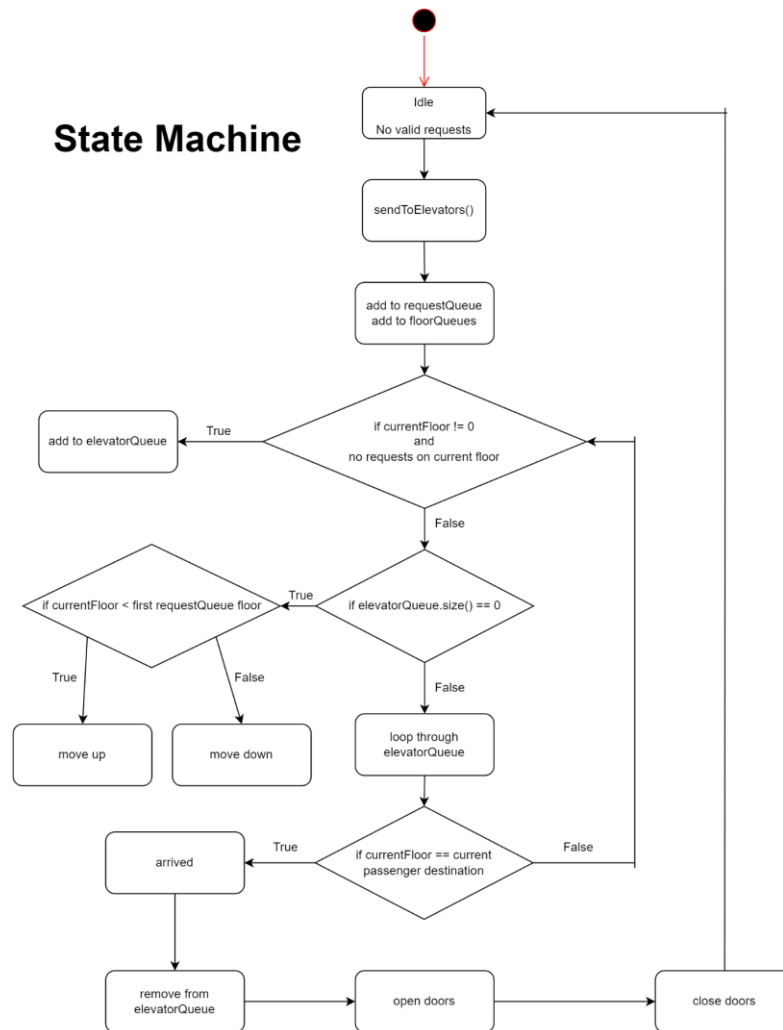 State Machine
Idle
No valid requests
sendToElevators()
add to requestQueue
add to floorQueues
if currentFloor != 0
and
no requests on current floor
True
add to elevatorQueue
False
if elevatorQueue.size() == 0
True
if currentFloor < first requestQueue floor
True
False
move up
move down
False
loop through
elevatorQueue
if currentFloor == current
passenger destination
True
False
arrived
remove from
elevatorQueue
open doors
close doors